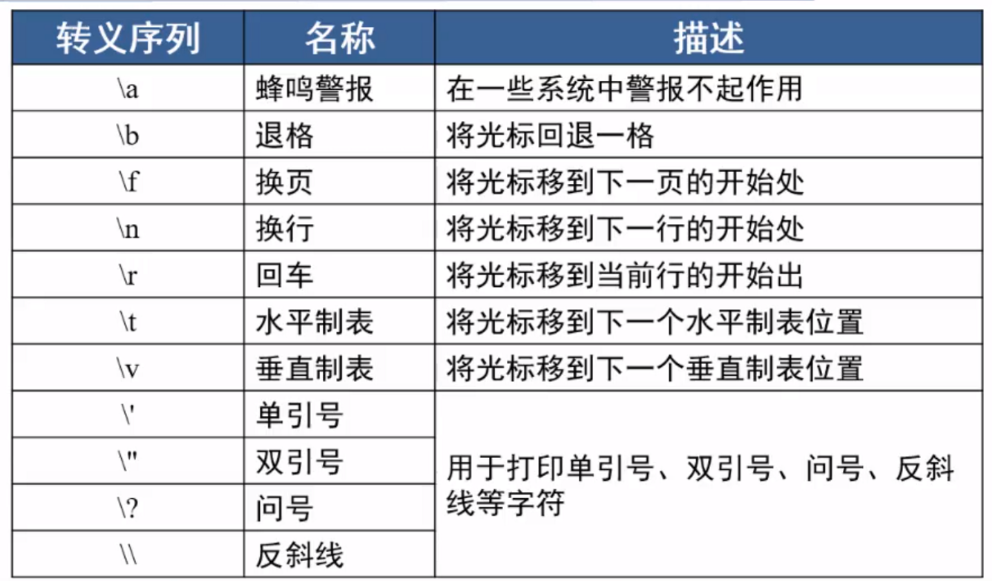 转义序列 名称 描述
\a 蜂鸣警报 在一些系统中警报不起作用
\b 退格 将光标回退一格
\f 换页 将光标移到下一页的开始处
\n 换行 将光标移到下一行的开始处
\r 回车 将光标移到当前行的开始出
\t 水平制表 将光标移到下一个水平制表位置
\v 垂直制表 将光标移到下一个垂直制表位置
\' 单引号
\" 双引号
\? 问号
\\ 反斜线
用于打印单引号、双引号、问号、反斜
线等字符